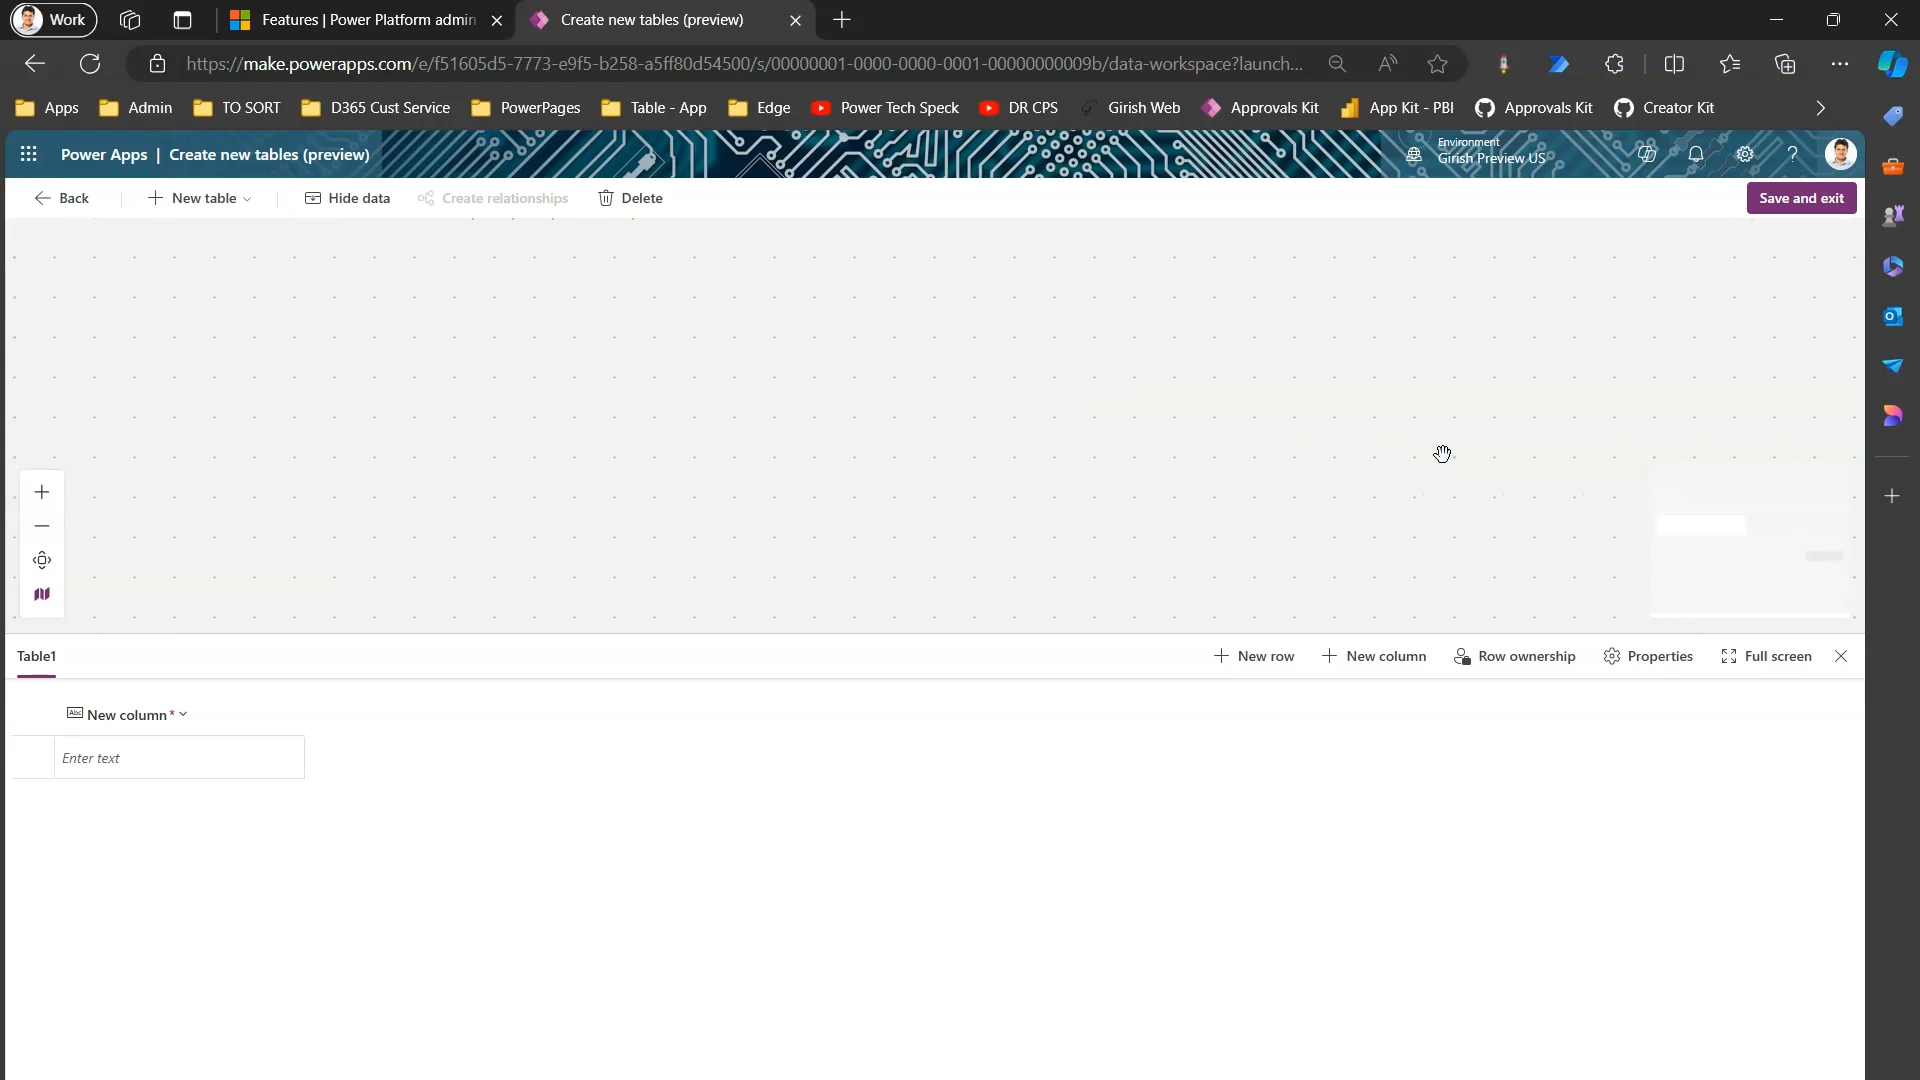 Work
Features | Power Platform admin
Create new tables (preview)
https://make.powerapps.com/e/f51605d5-7773-e9f5-b258-a5ff80d54500/s/00000001-0000-0000-0001-00000000009b/data-workspace?launch...
Apps
Admin
TO SORT
D365 Cust Service
PowerPages
Table - App
Edge
Power Tech Speck
DR CPS
Girish Web
Approvals Kit
App Kit - PBI
Approvals Kit
Creator Kit
Power Apps | Create new tables (preview)
Environment
Girish Preview US
Back
New table
Hide data
Create relationships
Delete
Save and exit
Table1
New row
New column
Row ownership
Properties
Full screen
Abc New column*
Enter text